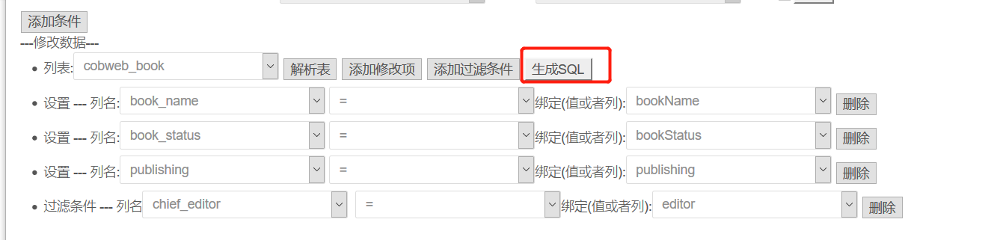 添加条件
---修改数据---
列表: cobweb_book 解析表 添加修改项 添加过滤条件 生成SQL
设置 --- 列名: book_name = 绑定(值或者列): bookName 删除
设置 --- 列名: book_status = 绑定(值或者列): bookStatus 删除
设置 --- 列名: publishing = 绑定(值或者列): publishing 删除
过滤条件 --- 列名 chief_editor = 绑定(值或者列): editor 删除